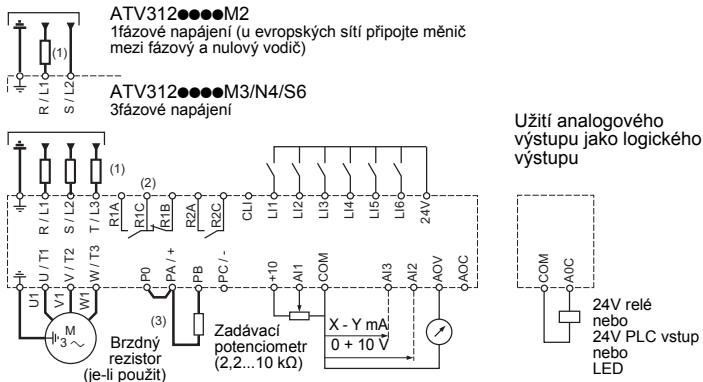 ATV312●●●●M2
1fázové napájení (u evropských sítí připojte měnič
mezi fázový a nulový vodič)
(1)
R / L1
S / L2
ATV312●●●●M3/N4/S6
3fázové napájení
Užití analogového
výstupu jako logického
výstupu
(1)
(2)
R / L1
S / L2
T / L3
R1A
R1C
R1B
R2A
R2C
CLI
LI1
LI2
LI3
LI4
LI5
LI6
24V
U / T1
V / T2
W / T3
P0
PA / +
PB
PC / -
+10
AI1
COM
AI3
AI2
AOV
AOC
COM
A0C
U1
V1
W1
M
3 ~
(3)
Brzdný
rezistor
(je-li použit)
Zadávací
potenciometr
(2,2...10 kΩ)
X - Y mA
0 + 10 V
24V relé
nebo
24V PLC vstup
nebo
LED